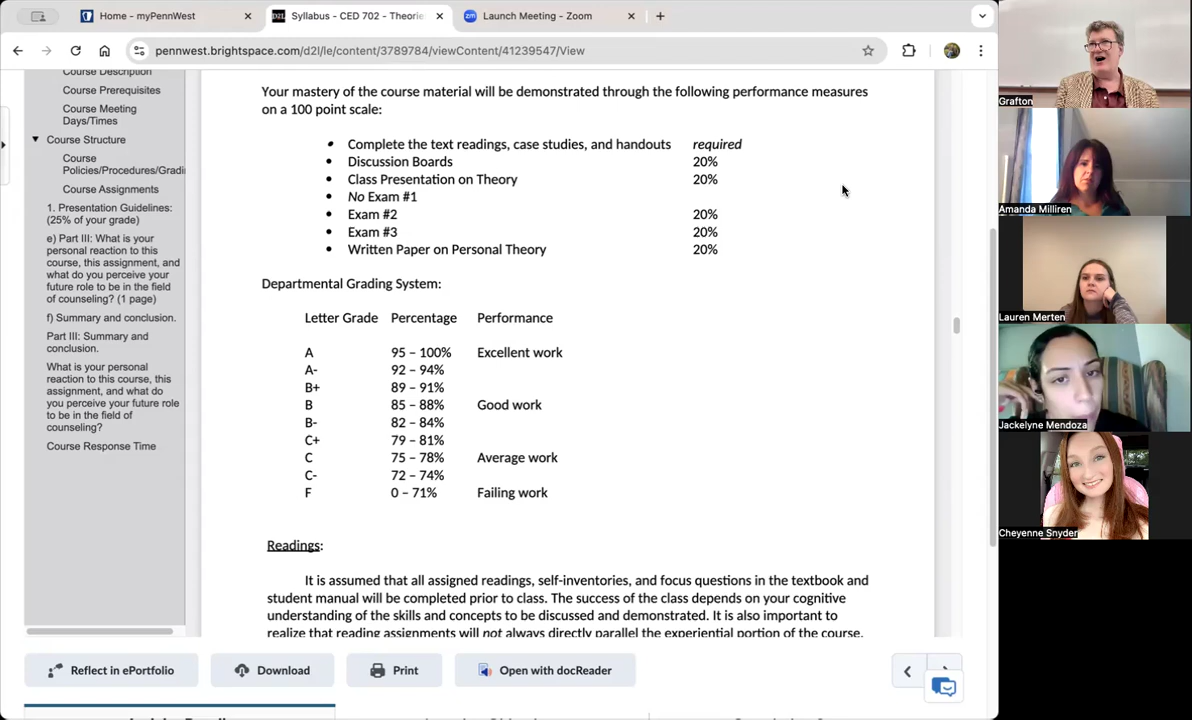 Home - myPennWest
Syllabus - CED 702 - Theorie
Launch Meeting - Zoom
pennwest.brightspace.com/d2l/le/content/3789784/viewContent/41239547/View
Course Description
Course Prerequisites
Course Meeting
Days/Times
Course Structure
Course
Policies/Procedures/Gradi
Course Assignments
1. Presentation Guidelines:
(25% of your grade)
e) Part III: What is your
personal reaction to this
course, this assignment, and
what do you perceive your
future role to be in the field
of counseling? (1 page)
f) Summary and conclusion.
Part III: Summary and
conclusion.
What is your personal
reaction to this course, this
assignment, and what do
you perceive your future role
to be in the field of
counseling?
Course Response Time
Your mastery of the course material will be demonstrated through the following performance measures
on a 100 point scale:
• Complete the text readings, case studies, and handouts required
• Discussion Boards 20%
• Class Presentation on Theory 20%
• No Exam #1
• Exam #2 20%
• Exam #3 20%
• Written Paper on Personal Theory 20%
Departmental Grading System:
Letter Grade Percentage Performance
A 95 – 100% Excellent work
A- 92 – 94%
B+ 89 – 91%
B 85 – 88% Good work
B- 82 – 84%
C+ 79 – 81%
C 75 – 78% Average work
C- 72 – 74%
F 0 – 71% Failing work
Readings:
It is assumed that all assigned readings, self-inventories, and focus questions in the textbook and
student manual will be completed prior to class. The success of the class depends on your cognitive
understanding of the skills and concepts to be discussed and demonstrated. It is also important to
realize that reading assignments will not always directly parallel the experiential portion of the course.
Reflect in ePortfolio
Download
Print
Open with docReader
Grafton
Amanda Milliren
Lauren Merten
Jackelyne Mendoza
Cheyenne Snyder